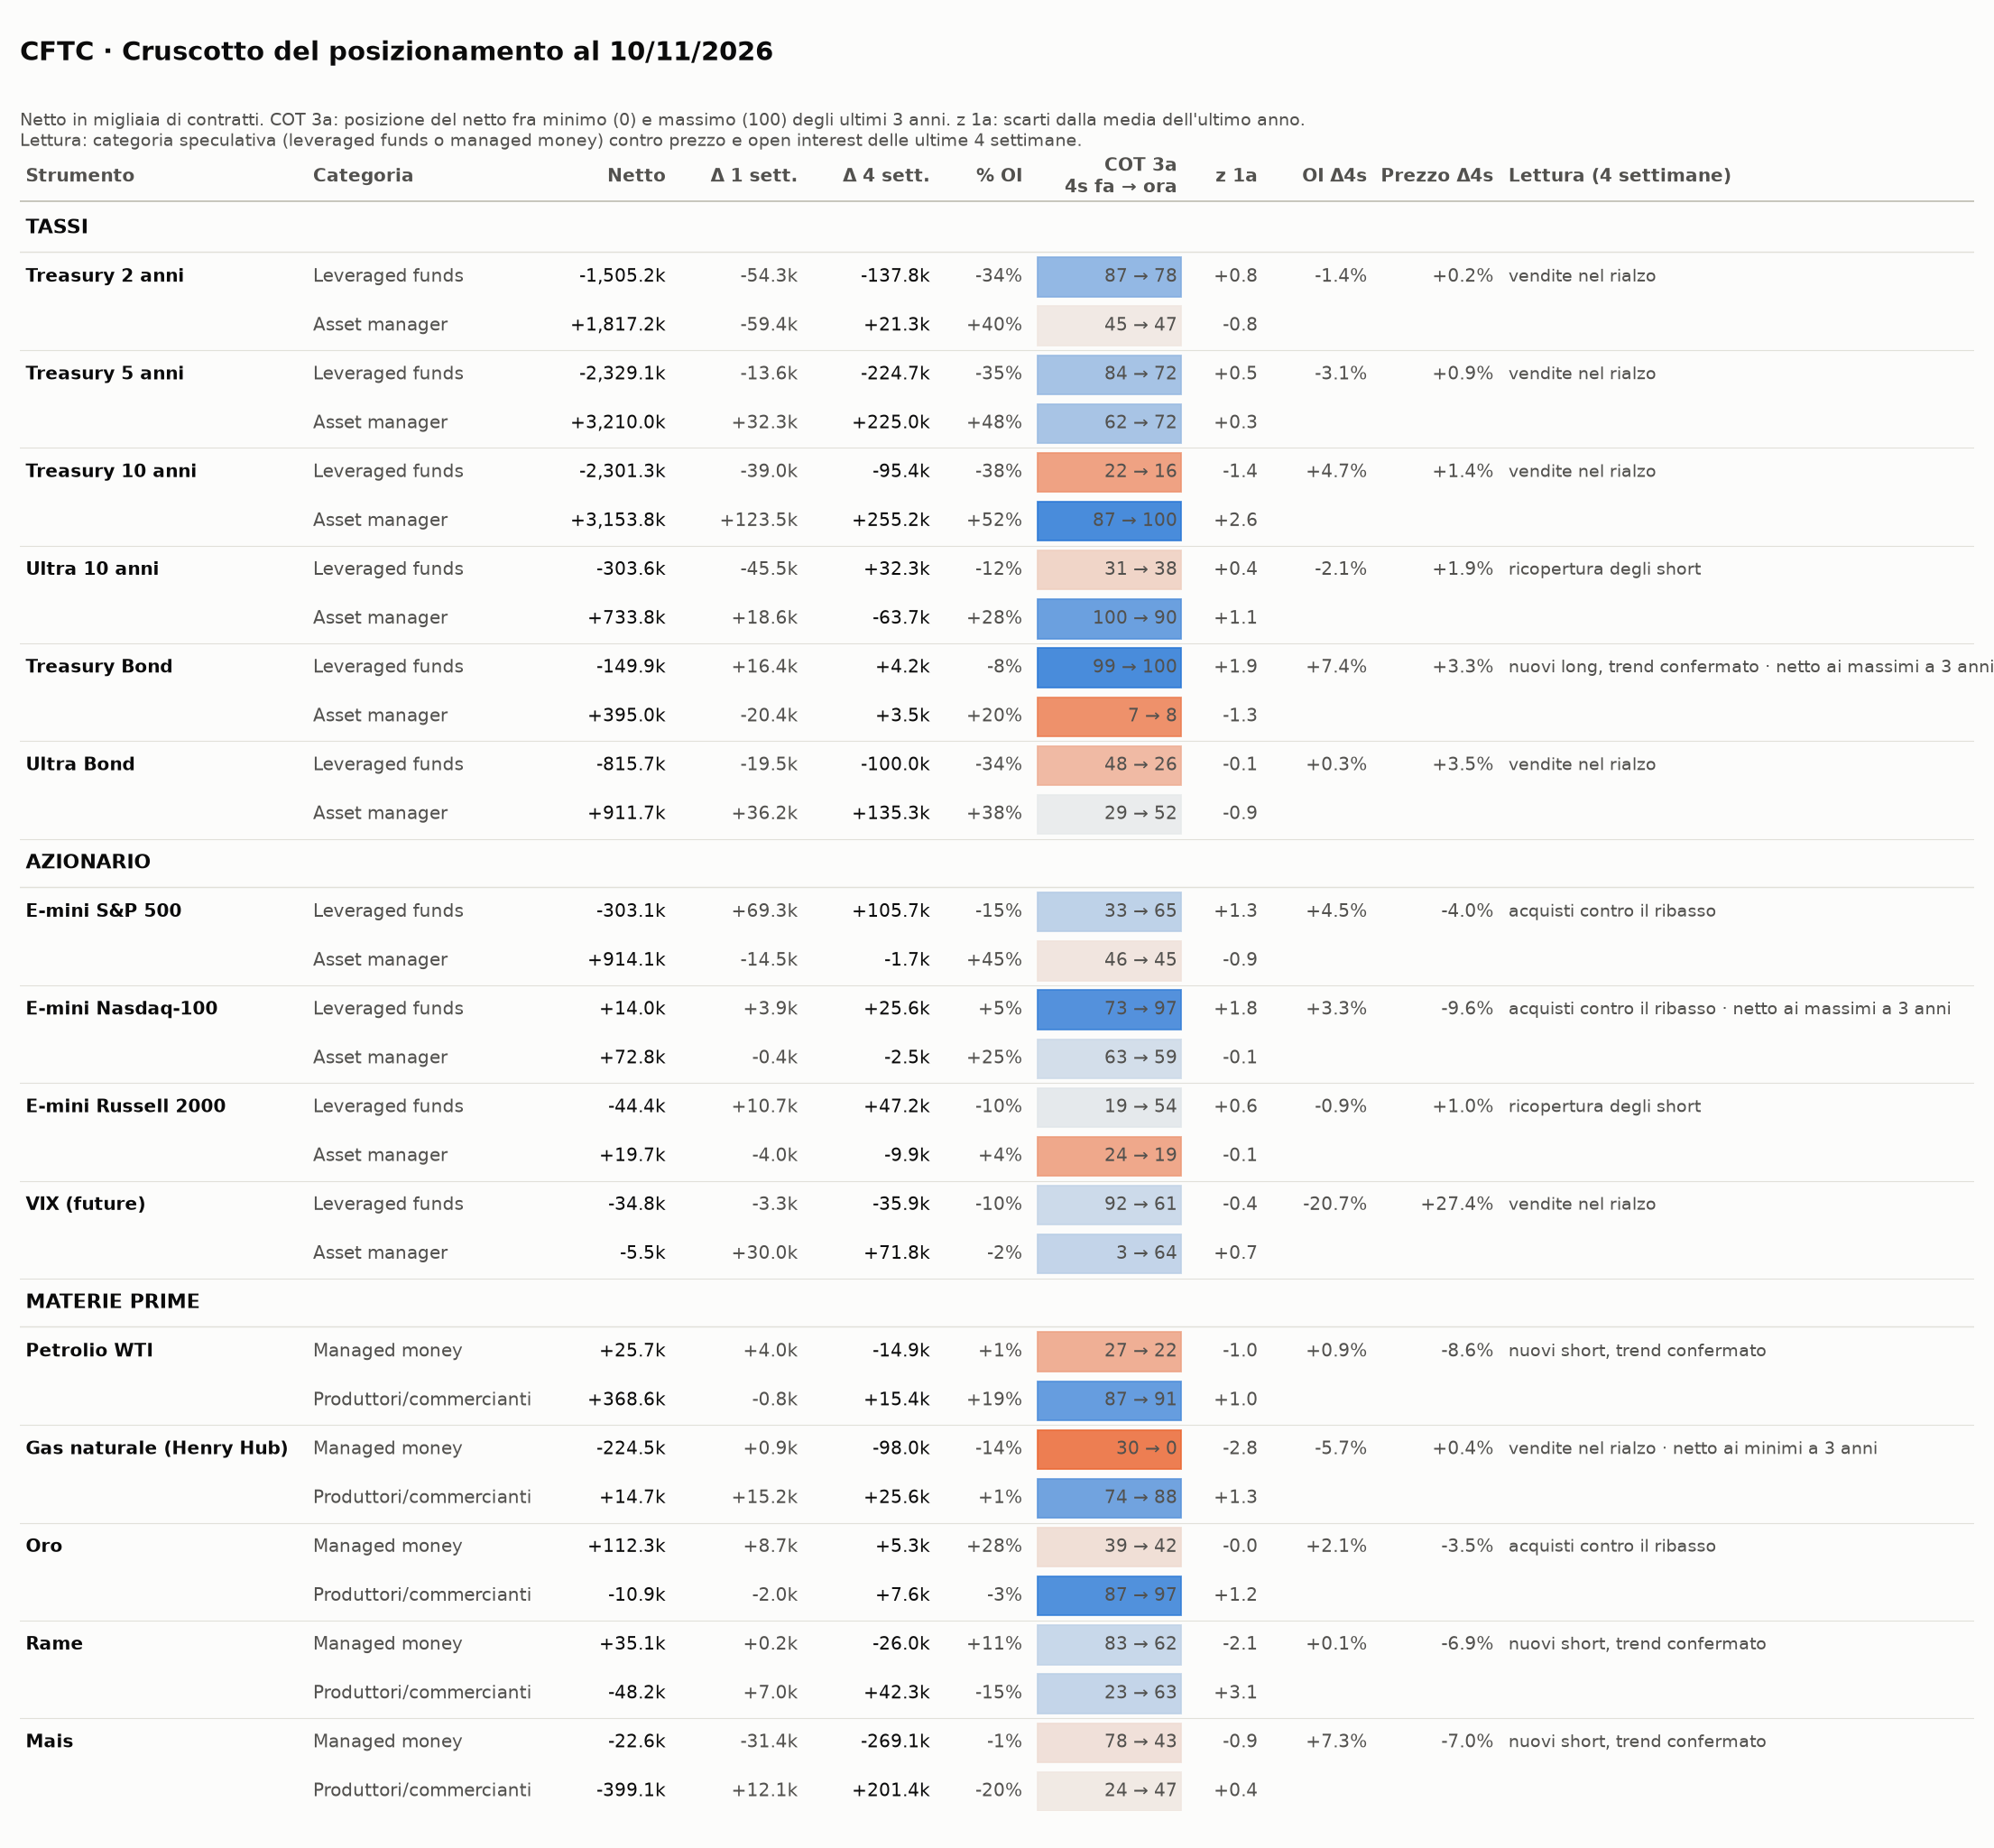 CFTC · Cruscotto del posizionamento al 10/11/2026
Netto in migliaia di contratti. COT 3a: posizione del netto fra minimo (0) e massimo (100) degli ultimi 3 anni. z 1a: scarti dalla media dell'ultimo anno.
Lettura: categoria speculativa (leveraged funds o managed money) contro prezzo e open interest delle ultime 4 settimane.
Strumento Categoria Netto Δ 1 sett. Δ 4 sett. % OI COT 3a 4s fa → ora z 1a OI Δ4s Prezzo Δ4s Lettura (4 settimane)
TASSI
Treasury 2 anni Leveraged funds -1,505.2k -54.3k -137.8k -34% 87 → 78 +0.8 -1.4% +0.2% vendite nel rialzo
Asset manager +1,817.2k -59.4k +21.3k +40% 45 → 47 -0.8
Treasury 5 anni Leveraged funds -2,329.1k -13.6k -224.7k -35% 84 → 72 +0.5 -3.1% +0.9% vendite nel rialzo
Asset manager +3,210.0k +32.3k +225.0k +48% 62 → 72 +0.3
Treasury 10 anni Leveraged funds -2,301.3k -39.0k -95.4k -38% 22 → 16 -1.4 +4.7% +1.4% vendite nel rialzo
Asset manager +3,153.8k +123.5k +255.2k +52% 87 → 100 +2.6
Ultra 10 anni Leveraged funds -303.6k -45.5k +32.3k -12% 31 → 38 +0.4 -2.1% +1.9% ricopertura degli short
Asset manager +733.8k +18.6k -63.7k +28% 100 → 90 +1.1
Treasury Bond Leveraged funds -149.9k +16.4k +4.2k -8% 99 → 100 +1.9 +7.4% +3.3% nuovi long, trend confermato · netto ai massimi a 3 anni
Asset manager +395.0k -20.4k +3.5k +20% 7 → 8 -1.3
Ultra Bond Leveraged funds -815.7k -19.5k -100.0k -34% 48 → 26 -0.1 +0.3% +3.5% vendite nel rialzo
Asset manager +911.7k +36.2k +135.3k +38% 29 → 52 -0.9
AZIONARIO
E-mini S&P 500 Leveraged funds -303.1k +69.3k +105.7k -15% 33 → 65 +1.3 +4.5% -4.0% acquisti contro il ribasso
Asset manager +914.1k -14.5k -1.7k +45% 46 → 45 -0.9
E-mini Nasdaq-100 Leveraged funds +14.0k +3.9k +25.6k +5% 73 → 97 +1.8 +3.3% -9.6% acquisti contro il ribasso · netto ai massimi a 3 anni
Asset manager +72.8k -0.4k -2.5k +25% 63 → 59 -0.1
E-mini Russell 2000 Leveraged funds -44.4k +10.7k +47.2k -10% 19 → 54 +0.6 -0.9% +1.0% ricopertura degli short
Asset manager +19.7k -4.0k -9.9k +4% 24 → 19 -0.1
VIX (future) Leveraged funds -34.8k -3.3k -35.9k -10% 92 → 61 -0.4 -20.7% +27.4% vendite nel rialzo
Asset manager -5.5k +30.0k +71.8k -2% 3 → 64 +0.7
MATERIE PRIME
Petrolio WTI Managed money +25.7k +4.0k -14.9k +1% 27 → 22 -1.0 +0.9% -8.6% nuovi short, trend confermato
Produttori/commercianti +368.6k -0.8k +15.4k +19% 87 → 91 +1.0
Gas naturale (Henry Hub) Managed money -224.5k +0.9k -98.0k -14% 30 → 0 -2.8 -5.7% +0.4% vendite nel rialzo · netto ai minimi a 3 anni
Produttori/commercianti +14.7k +15.2k +25.6k +1% 74 → 88 +1.3
Oro Managed money +112.3k +8.7k +5.3k +28% 39 → 42 -0.0 +2.1% -3.5% acquisti contro il ribasso
Produttori/commercianti -10.9k -2.0k +7.6k -3% 87 → 97 +1.2
Rame Managed money +35.1k +0.2k -26.0k +11% 83 → 62 -2.1 +0.1% -6.9% nuovi short, trend confermato
Produttori/commercianti -48.2k +7.0k +42.3k -15% 23 → 63 +3.1
Mais Managed money -22.6k -31.4k -269.1k -1% 78 → 43 -0.9 +7.3% -7.0% nuovi short, trend confermato
Produttori/commercianti -399.1k +12.1k +201.4k -20% 24 → 47 +0.4